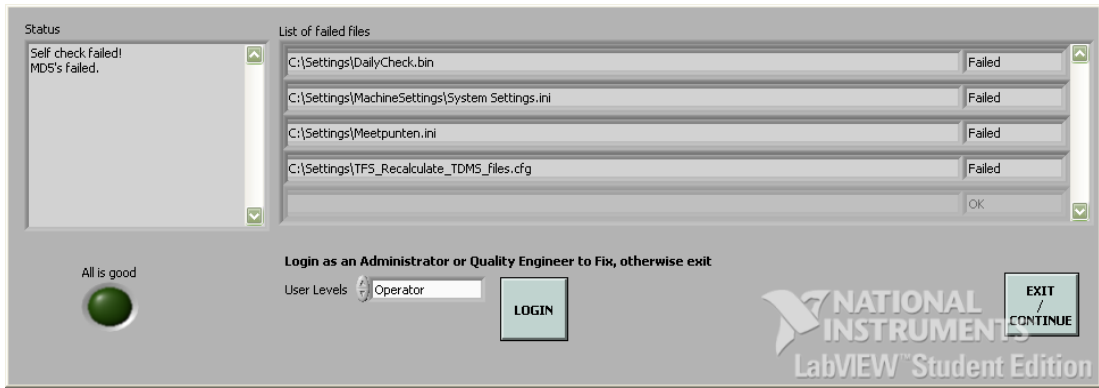 Status
Self check failed!
MD5's failed.
List of failed files
C:\Settings\DailyCheck.bin Failed
C:\Settings\MachineSettings\System Settings.ini Failed
C:\Settings\Meetpunten.ini Failed
C:\Settings\TFS_Recalculate_TDMS_files.cfg Failed
OK
All is good
Login as an Administrator or Quality Engineer to Fix, otherwise exit
User Levels Operator
LOGIN
EXIT
/
CONTINUE
NATIONAL
INSTRUMENTS
LabVIEW™Student Edition